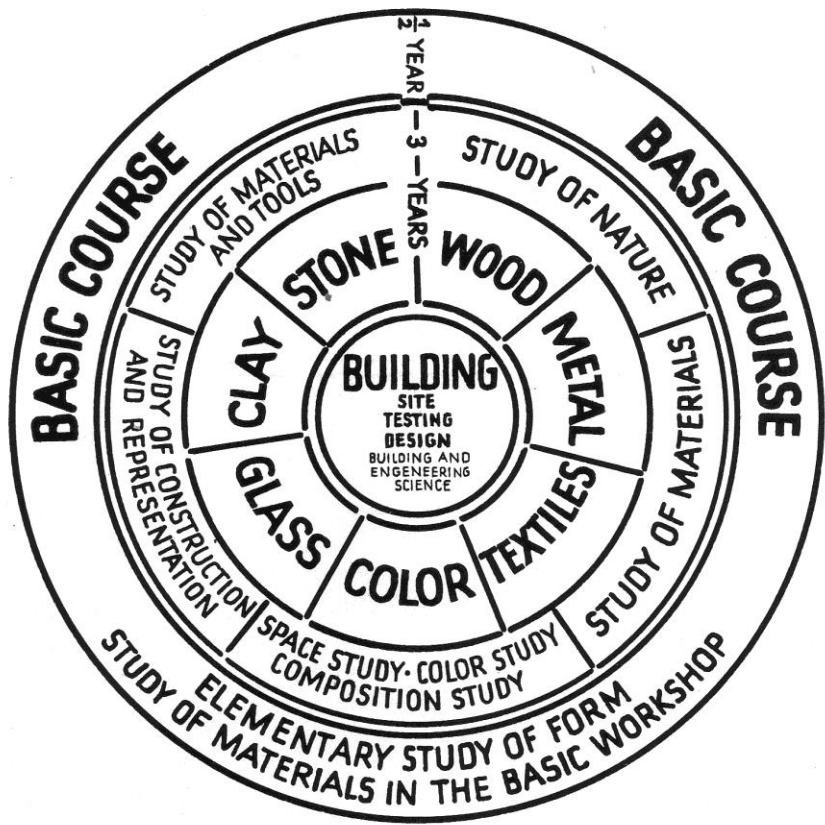 1/2 YEAR
3 YEARS
BASIC COURSE
BASIC COURSE
ELEMENTARY STUDY OF FORM
STUDY OF MATERIALS IN THE BASIC WORKSHOP
STUDY OF MATERIALS
AND TOOLS
STUDY OF NATURE
STUDY OF MATERIALS
SPACE STUDY · COLOR STUDY
COMPOSITION STUDY
STUDY OF CONSTRUCTION
AND REPRESENTATION
STONE
WOOD
METAL
TEXTILES
COLOR
GLASS
CLAY
BUILDING
SITE
TESTING
DESIGN
BUILDING AND
ENGENEERING
SCIENCE